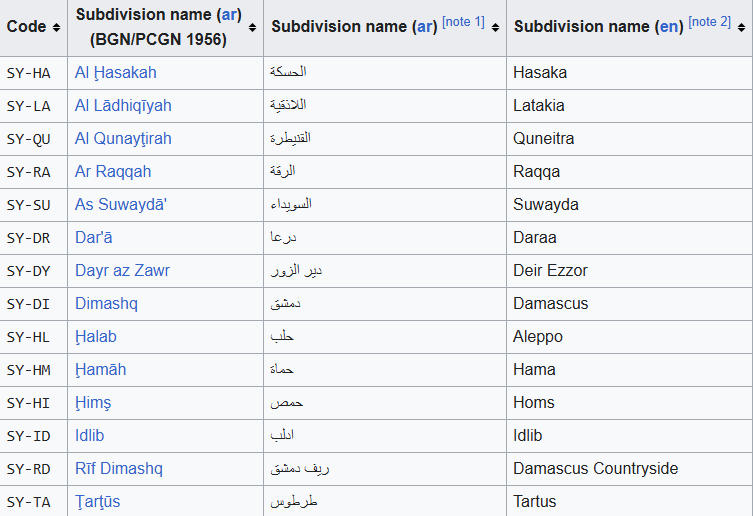 Code Subdivision name (ar) (BGN/PCGN 1956) Subdivision name (ar) [note 1] Subdivision name (en) [note 2]
SY-HA Al Ḩasakah الحسكة Hasaka
SY-LA Al Lādhiqīyah اللاذقية Latakia
SY-QU Al Qunayţirah القنيطرة Quneitra
SY-RA Ar Raqqah الرقة Raqqa
SY-SU As Suwaydā' السويداء Suwayda
SY-DR Dar'ā درعا Daraa
SY-DY Dayr az Zawr دير الزور Deir Ezzor
SY-DI Dimashq دمشق Damascus
SY-HL Ḩalab حلب Aleppo
SY-HM Ḩamāh حماة Hama
SY-HI Ḩimş حمص Homs
SY-ID Idlib ادلب Idlib
SY-RD Rīf Dimashq ريف دمشق Damascus Countryside
SY-TA Ţarţūs طرطوس Tartus